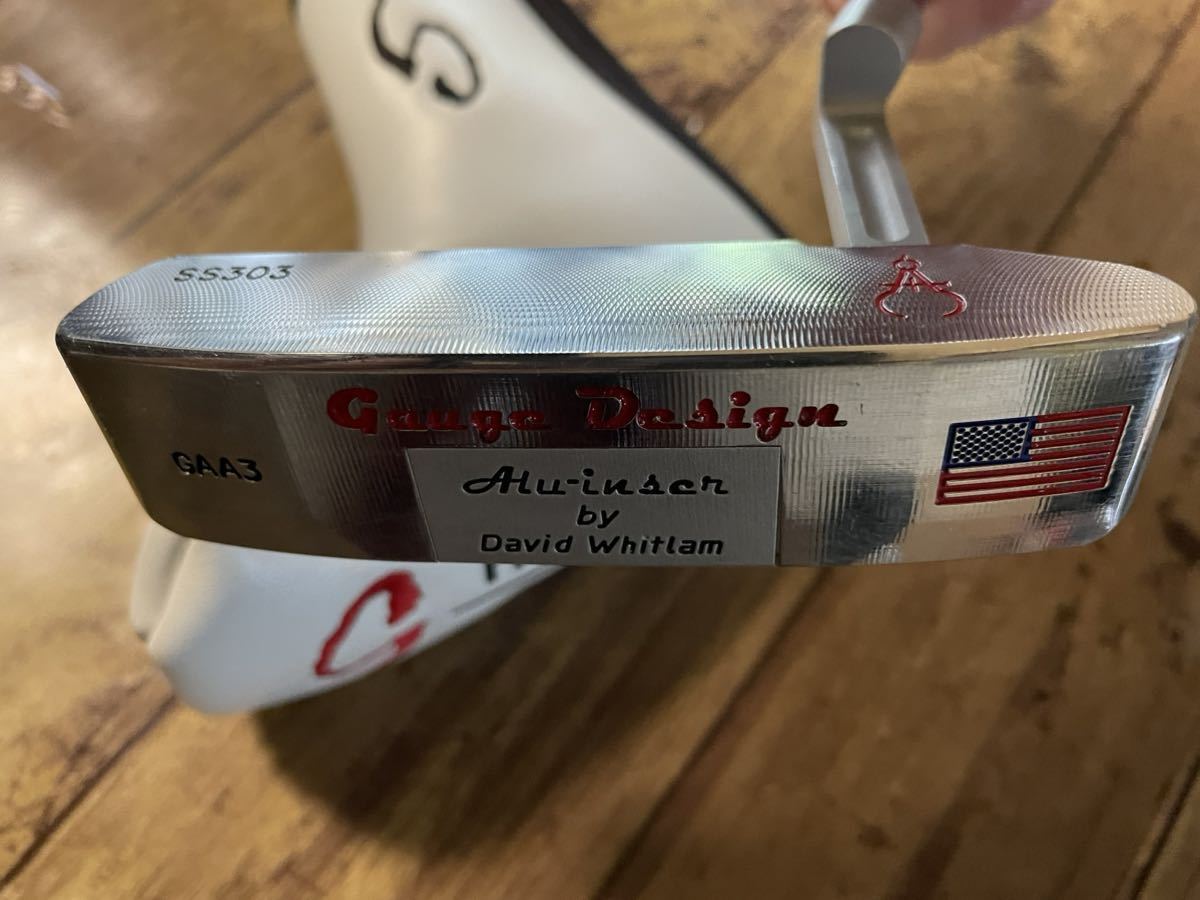 SS303
Gauge Design
GAA3
Alu-inser
by
David Whitlam